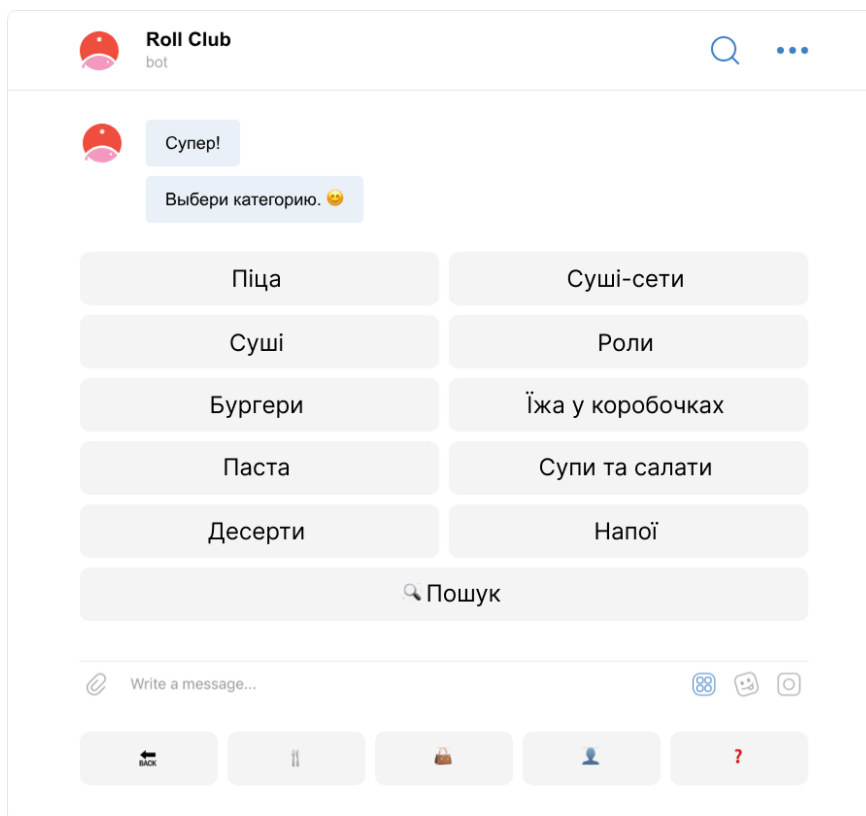 Roll Club
bot
Супер!
Выбери категорию. 😊
Піца
Суші-сети
Суші
Роли
Бургери
Їжа у коробочках
Паста
Супи та салати
Десерти
Напої
🔍 Пошук
Write a message...
BACK
?